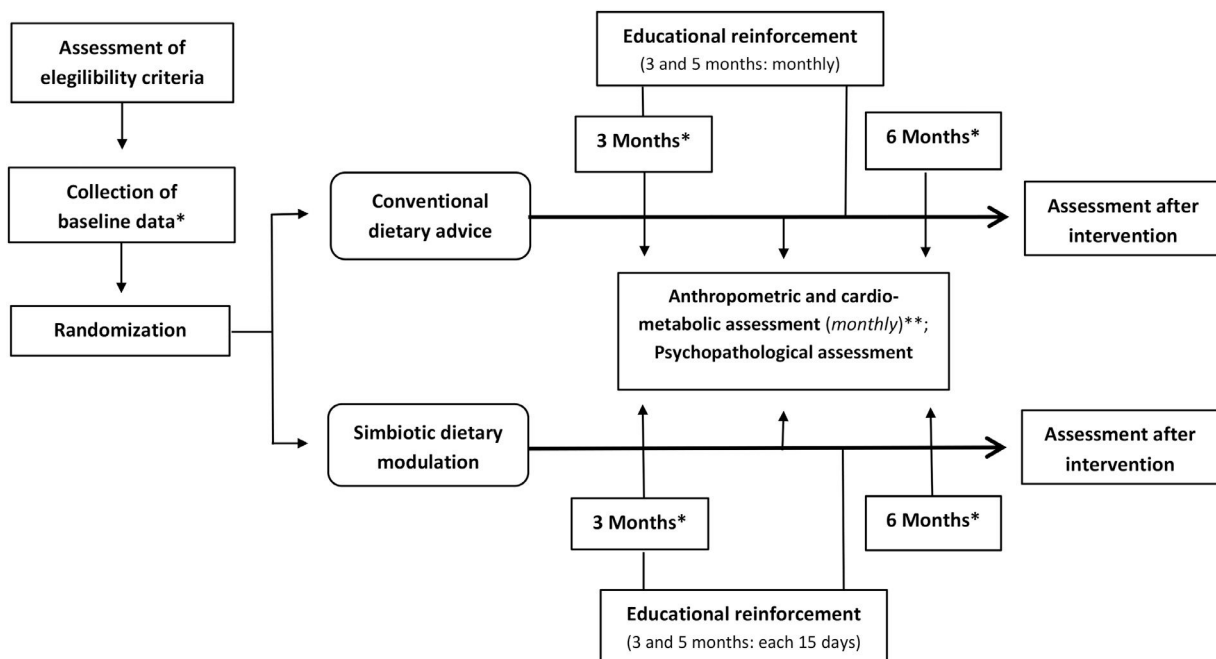 Assessment of
elegilibility criteria
Collection of
baseline data*
Randomization
Educational reinforcement
(3 and 5 months: monthly)
3 Months*
6 Months*
Conventional
dietary advice
Assessment after
intervention
Anthropometric and cardio-
metabolic assessment (monthly)**;
Psychopathological assessment
Simbiotic dietary
modulation
Assessment after
intervention
3 Months*
6 Months*
Educational reinforcement
(3 and 5 months: each 15 days)